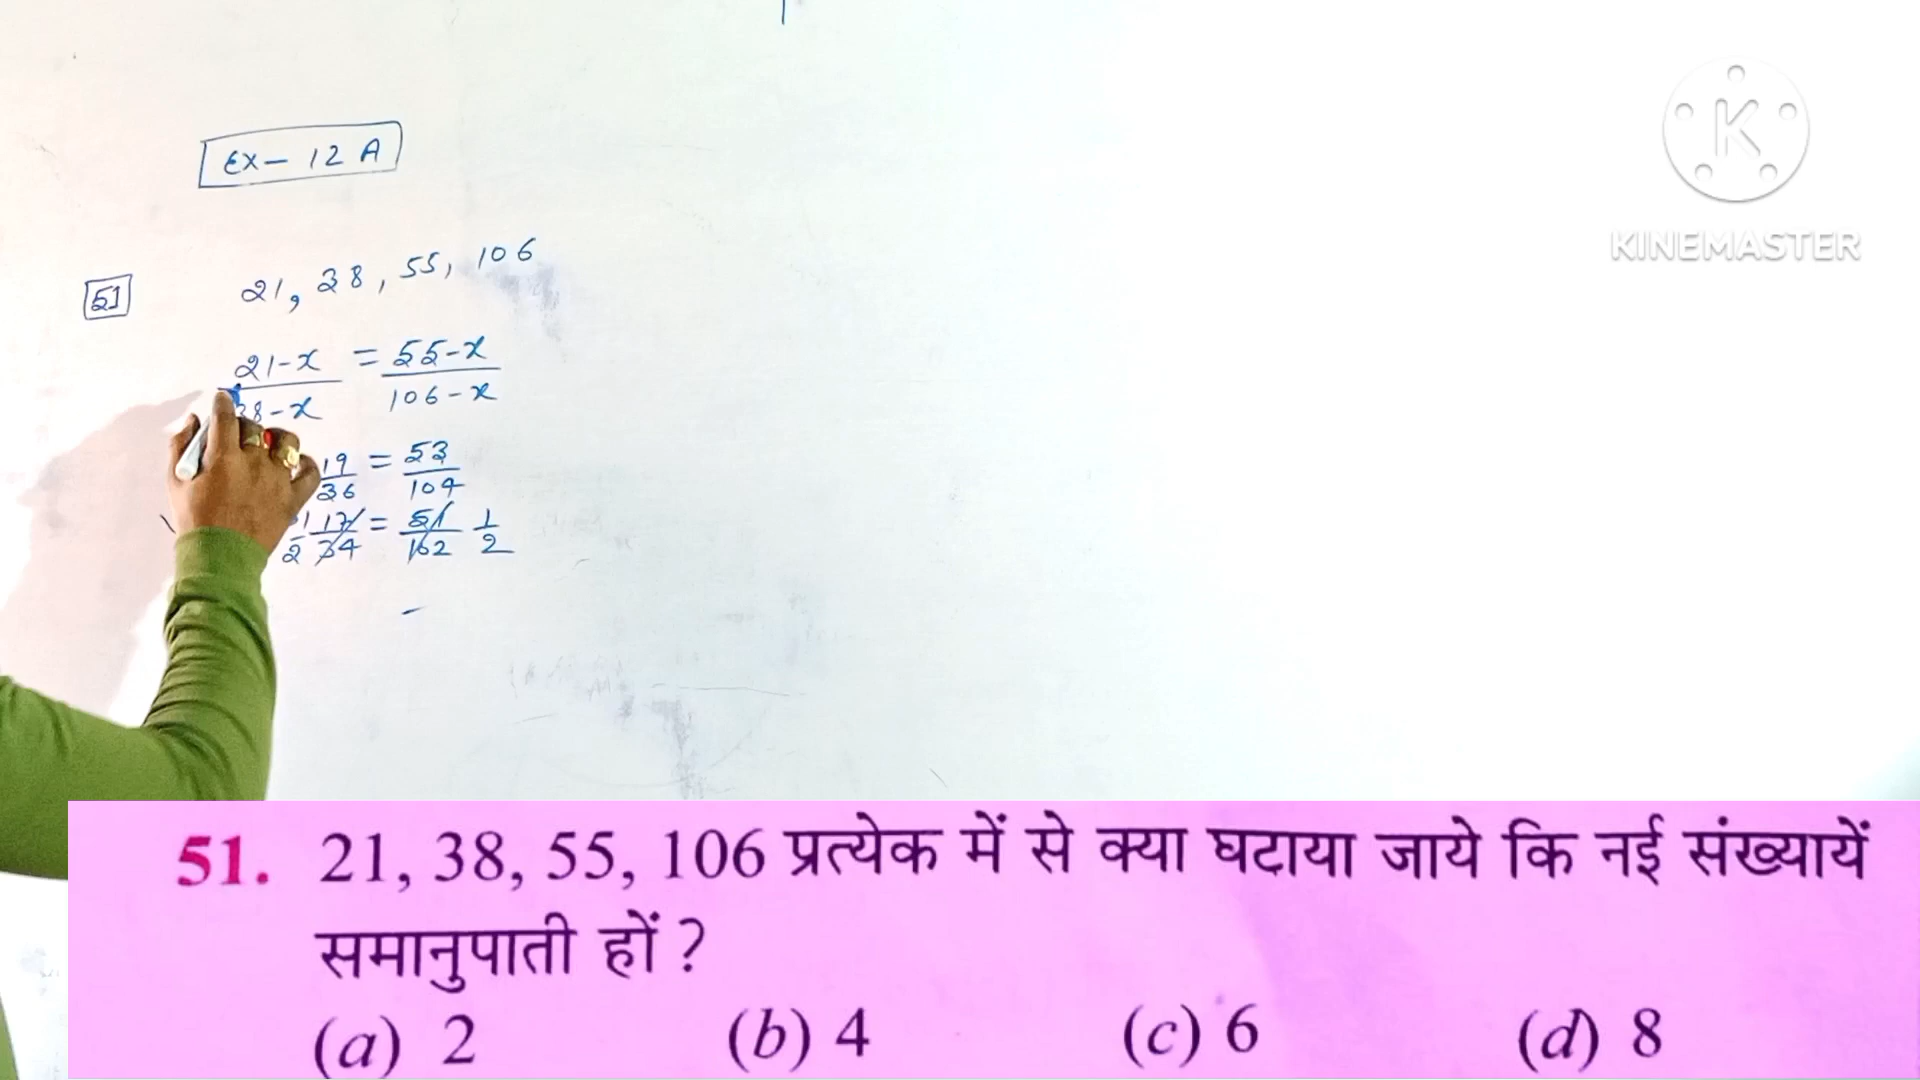 Ex- 12 A
KINEMASTER
51 21, 38, 55, 106
21-x = 55-x
8-x 106-x
19 = 53
36 104
1 17 = 51 1
2 34 102 2
51. 21, 38, 55, 106 प्रत्येक में से क्या घटाया जाये कि नई संख्यायें
समानुपाती हों ?
(a) 2 (b) 4 (c) 6 (d) 8